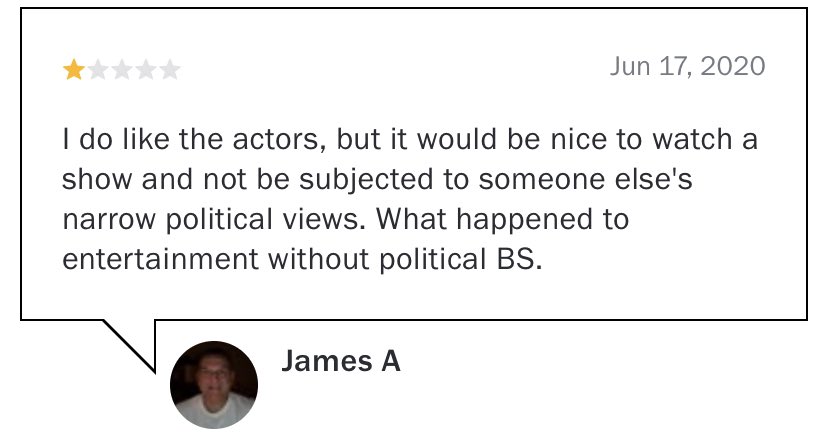 Jun 17, 2020
I do like the actors, but it would be nice to watch a
show and not be subjected to someone else's
narrow political views. What happened to
entertainment without political BS.
James A